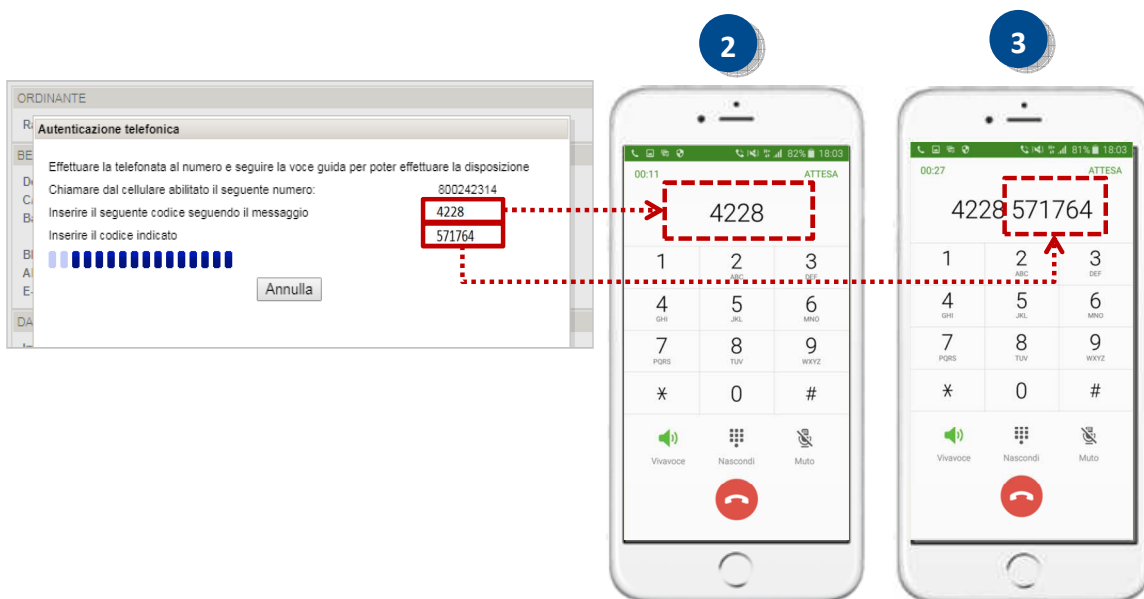 2
3
ORDINANTE
Autenticazione telefonica
BE
Effettuare la telefonata al numero e seguire la voce guida per poter effettuare la disposizione
Chiamare dal cellulare abilitato il seguente numero: 800242314
Inserire il seguente codice seguendo il messaggio 4228
Inserire il codice indicato 571764
E-
Annulla
DA
82% 18:03
00:11 ATTESA
4228
1 2 3
ABC DEF
4 5 6
GHI JKL MNO
7 8 9
PQRS TUV WXYZ
* 0 #
Vivavoce Nascondi Muto
81% 18:03
00:27 ATTESA
4228 571764
1 2 3
ABC DEF
4 5 6
GHI JKL MNO
7 8 9
PQRS TUV WXYZ
* 0 #
Vivavoce Nascondi Muto